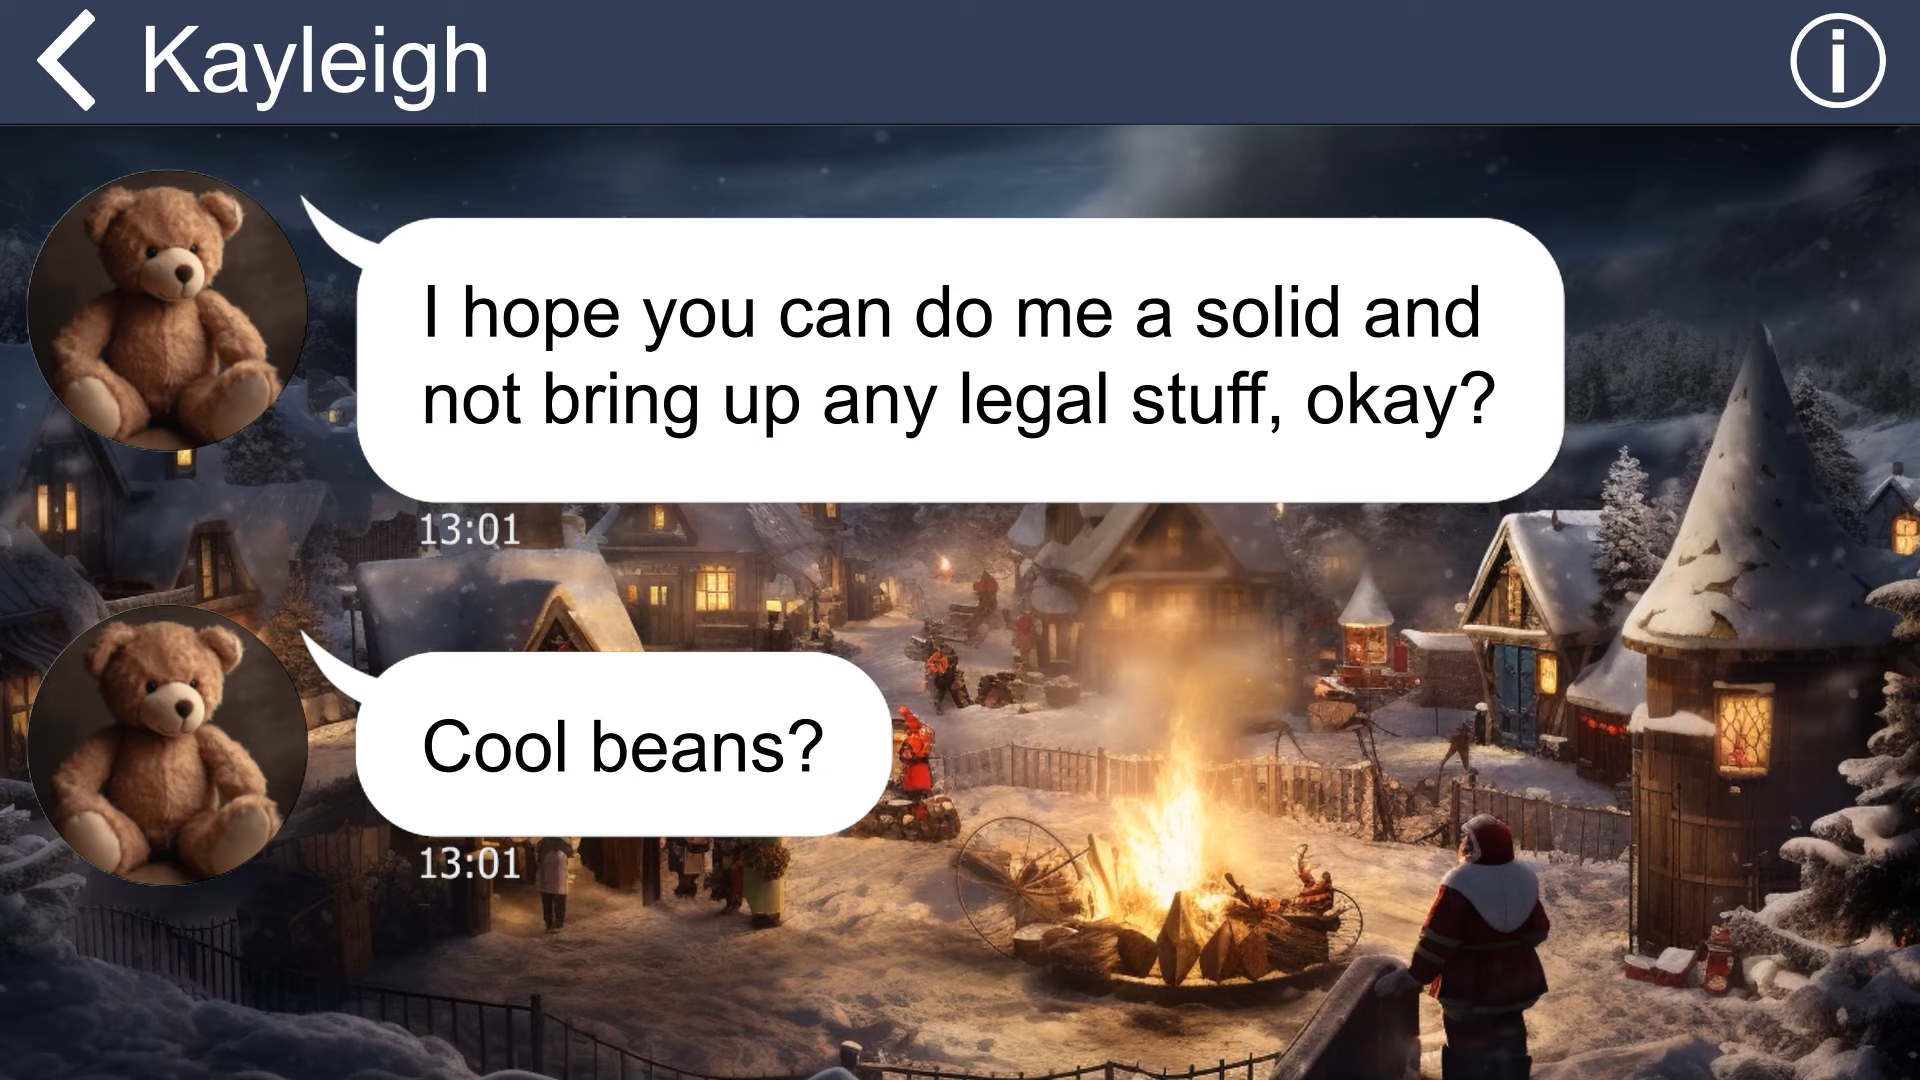 Kayleigh
I hope you can do me a solid and
not bring up any legal stuff, okay?
13:01
Cool beans?
13:01